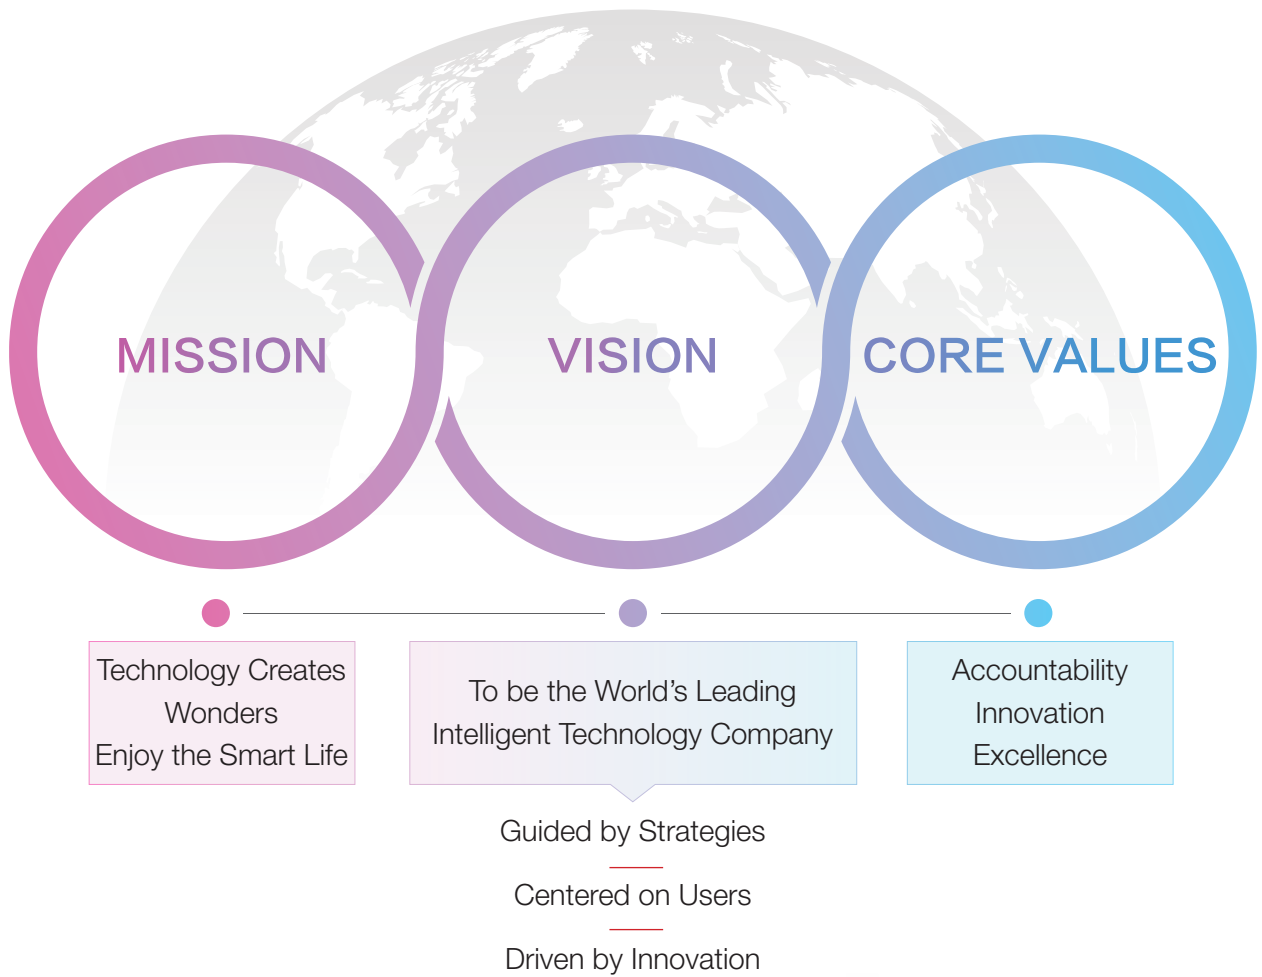 MISSION
VISION
CORE VALUES
Technology Creates
Wonders
Enjoy the Smart Life
To be the World’s Leading
Intelligent Technology Company
Accountability
Innovation
Excellence
Guided by Strategies
Centered on Users
Driven by Innovation